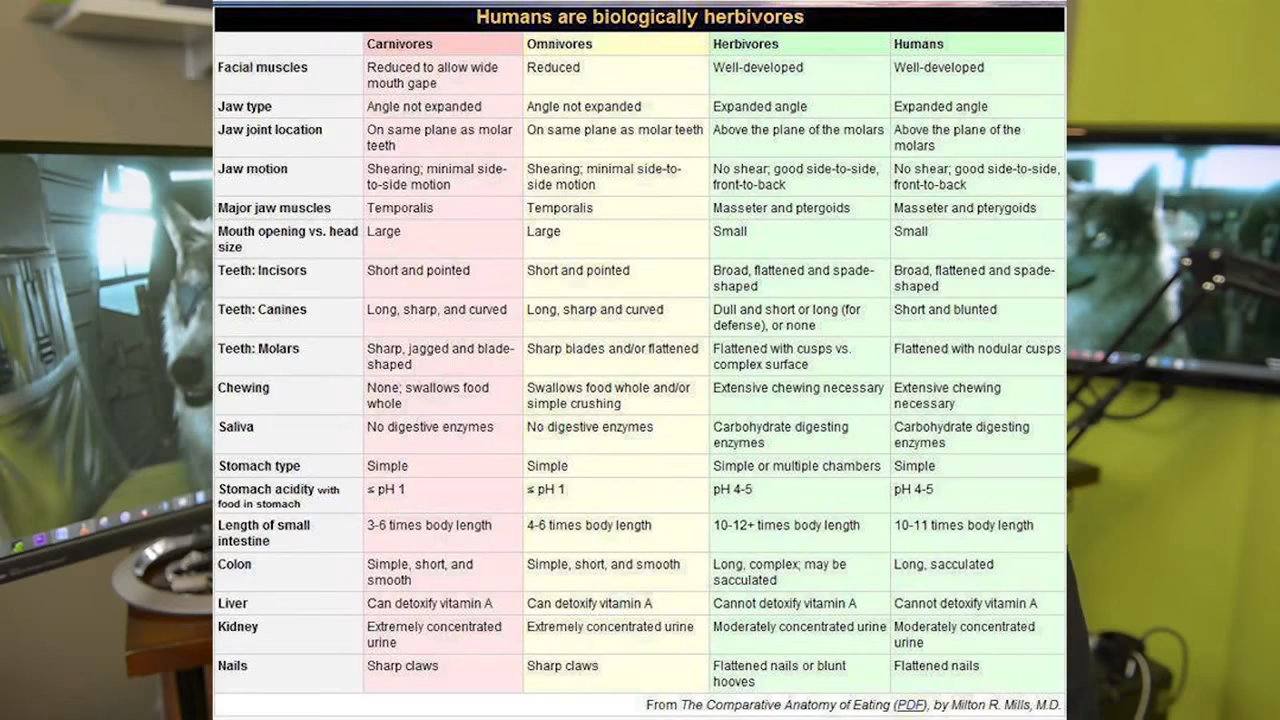 Humans are biologically herbivores
Carnivores Omnivores Herbivores Humans
Facial muscles Reduced to allow wide mouth gape Reduced Well-developed Well-developed
Jaw type Angle not expanded Angle not expanded Expanded angle Expanded angle
Jaw joint location On same plane as molar teeth On same plane as molar teeth Above the plane of the molars Above the plane of the molars
Jaw motion Shearing; minimal side-to-side motion Shearing; minimal side-to-side motion No shear; good side-to-side, front-to-back No shear; good side-to-side, front-to-back
Major jaw muscles Temporalis Temporalis Masseter and ptergoids Masseter and pterygoids
Mouth opening vs. head size Large Large Small Small
Teeth: Incisors Short and pointed Short and pointed Broad, flattened and spade-shaped Broad, flattened and spade-shaped
Teeth: Canines Long, sharp, and curved Long, sharp and curved Dull and short or long (for defense), or none Short and blunted
Teeth: Molars Sharp, jagged and blade-shaped Sharp blades and/or flattened Flattened with cusps vs. complex surface Flattened with nodular cusps
Chewing None; swallows food whole Swallows food whole and/or simple crushing Extensive chewing necessary Extensive chewing necessary
Saliva No digestive enzymes No digestive enzymes Carbohydrate digesting enzymes Carbohydrate digesting enzymes
Stomach type Simple Simple Simple or multiple chambers Simple
Stomach acidity with food in stomach ≤ pH 1 ≤ pH 1 pH 4-5 pH 4-5
Length of small intestine 3-6 times body length 4-6 times body length 10-12+ times body length 10-11 times body length
Colon Simple, short, and smooth Simple, short, and smooth Long, complex; may be sacculated Long, sacculated
Liver Can detoxify vitamin A Can detoxify vitamin A Cannot detoxify vitamin A Cannot detoxify vitamin A
Kidney Extremely concentrated urine Extremely concentrated urine Moderately concentrated urine Moderately concentrated urine
Nails Sharp claws Sharp claws Flattened nails or blunt hooves Flattened nails
From The Comparative Anatomy of Eating (PDF), by Milton R. Mills, M.D.